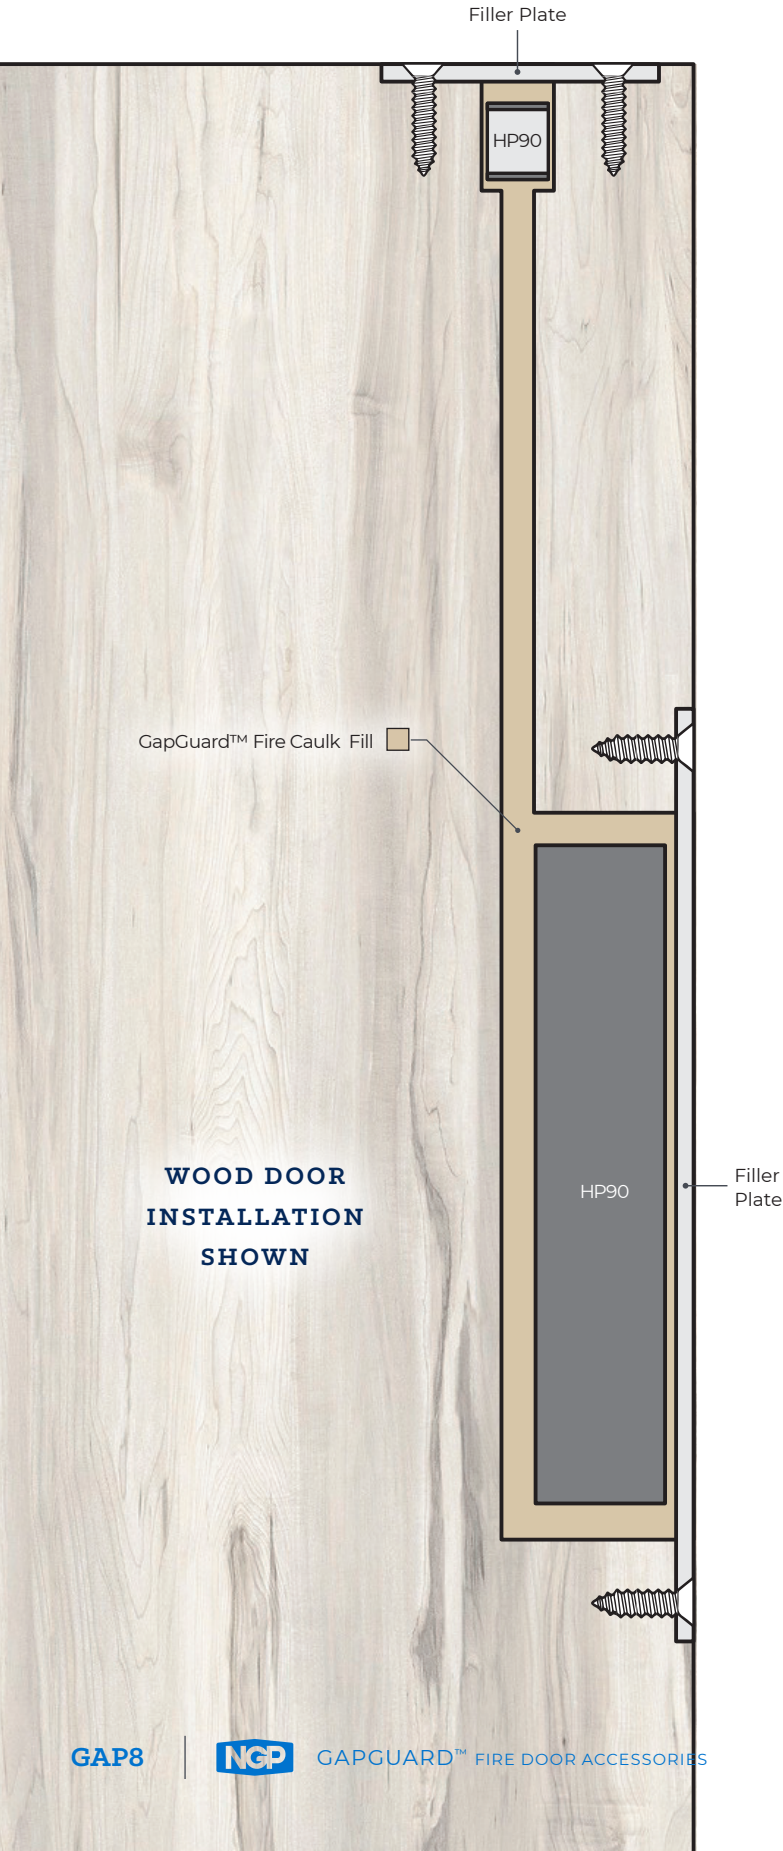 Filler Plate
HP90
GapGuard™ Fire Caulk Fill
WOOD DOOR
INSTALLATION
SHOWN
HP90
Filler
Plate
GAP8 | NGP GAPGUARD™ FIRE DOOR ACCESSORIES